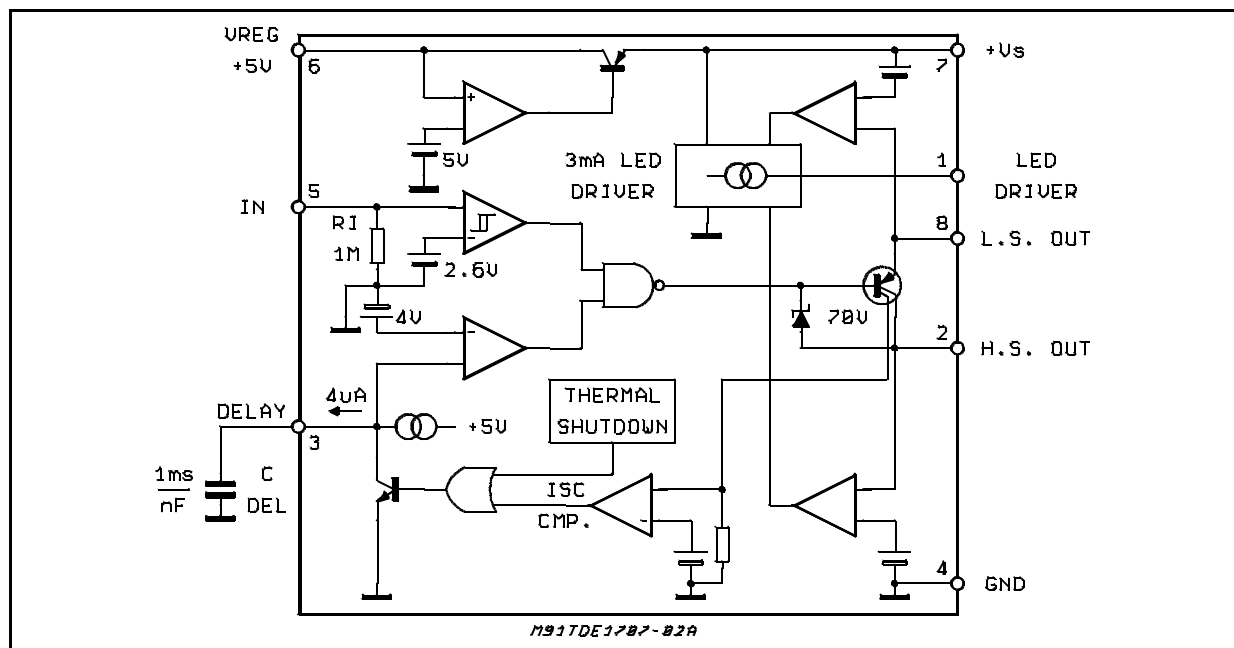 VREG
+5V
6
+Vs
7
+
5V
3mA LED
DRIVER
1
LED
DRIVER
IN
5
RI
1M
-
2.6V
8
L.S. OUT
4V
-
70V
2
H.S. OUT
DELAY
4uA
3
+5V
THERMAL
SHUTDOWN
1ms
nF
C
DEL
ISC
CMP.
-
4
GND
M91TDE1707-02A